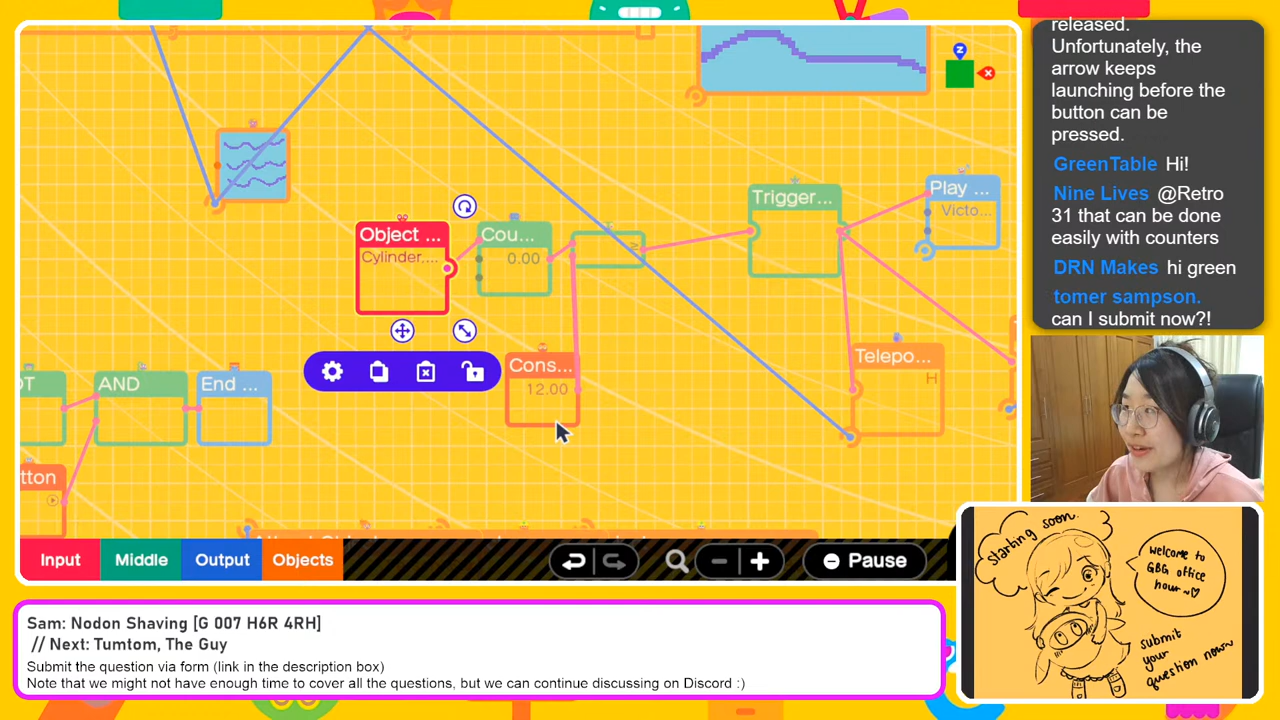 released.
Unfortunately, the
arrow keeps
launching before the
button can be
pressed.
GreenTable Hi!
Nine Lives @Retro
31 that can be done
easily with counters
DRN Makes hi green
tomer sampson.
can I submit now?!
Z
Object ...
Cylinder,...
Cou...
0.00
≥
Trigger...
Play ...
Victo...
Cons...
12.00
Telepo...
H
OT
AND
End ...
tton
Input
Middle
Output
Objects
Pause
starting soon.
Welcome to
GBG office
hour~♡
submit
your
question now~
Sam: Nodon Shaving [G 007 H6R 4RH]
// Next: Tumtom, The Guy
Submit the question via form (link in the description box)
Note that we might not have enough time to cover all the questions, but we can continue discussing on Discord :)